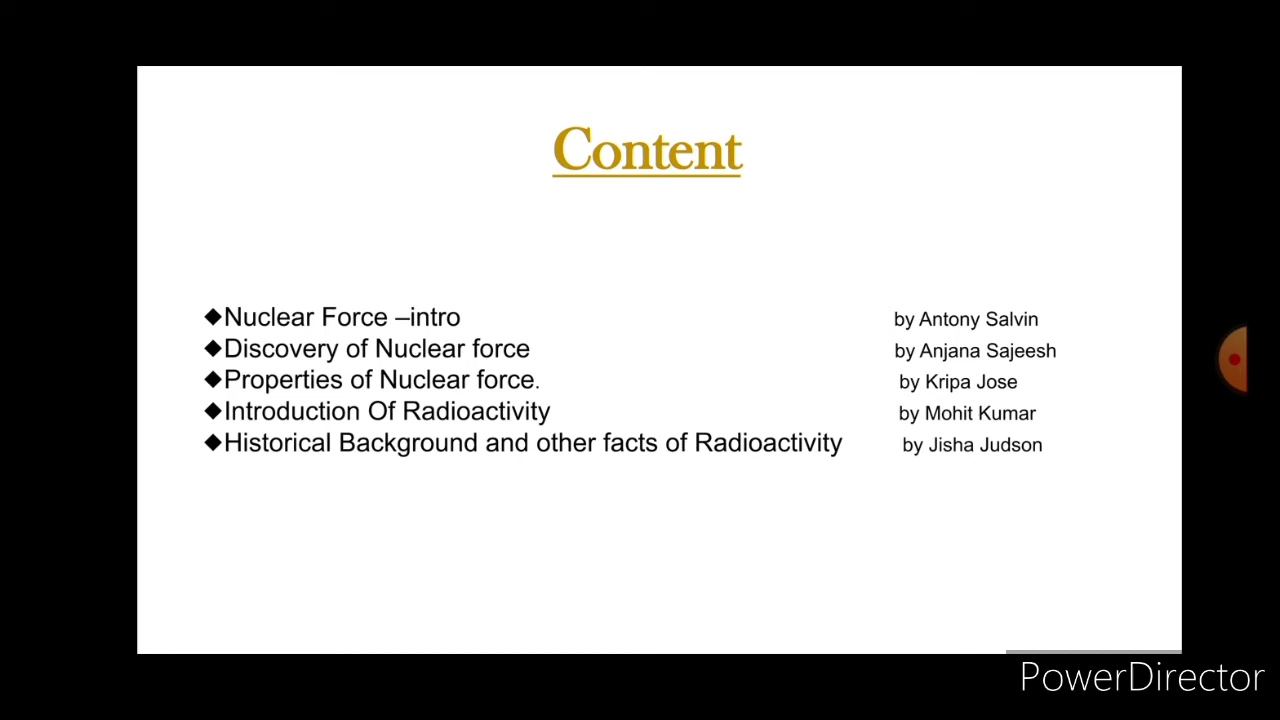 Content
◆Nuclear Force –intro by Antony Salvin
◆Discovery of Nuclear force by Anjana Sajeesh
◆Properties of Nuclear force. by Kripa Jose
◆Introduction Of Radioactivity by Mohit Kumar
◆Historical Background and other facts of Radioactivity by Jisha Judson
PowerDirector